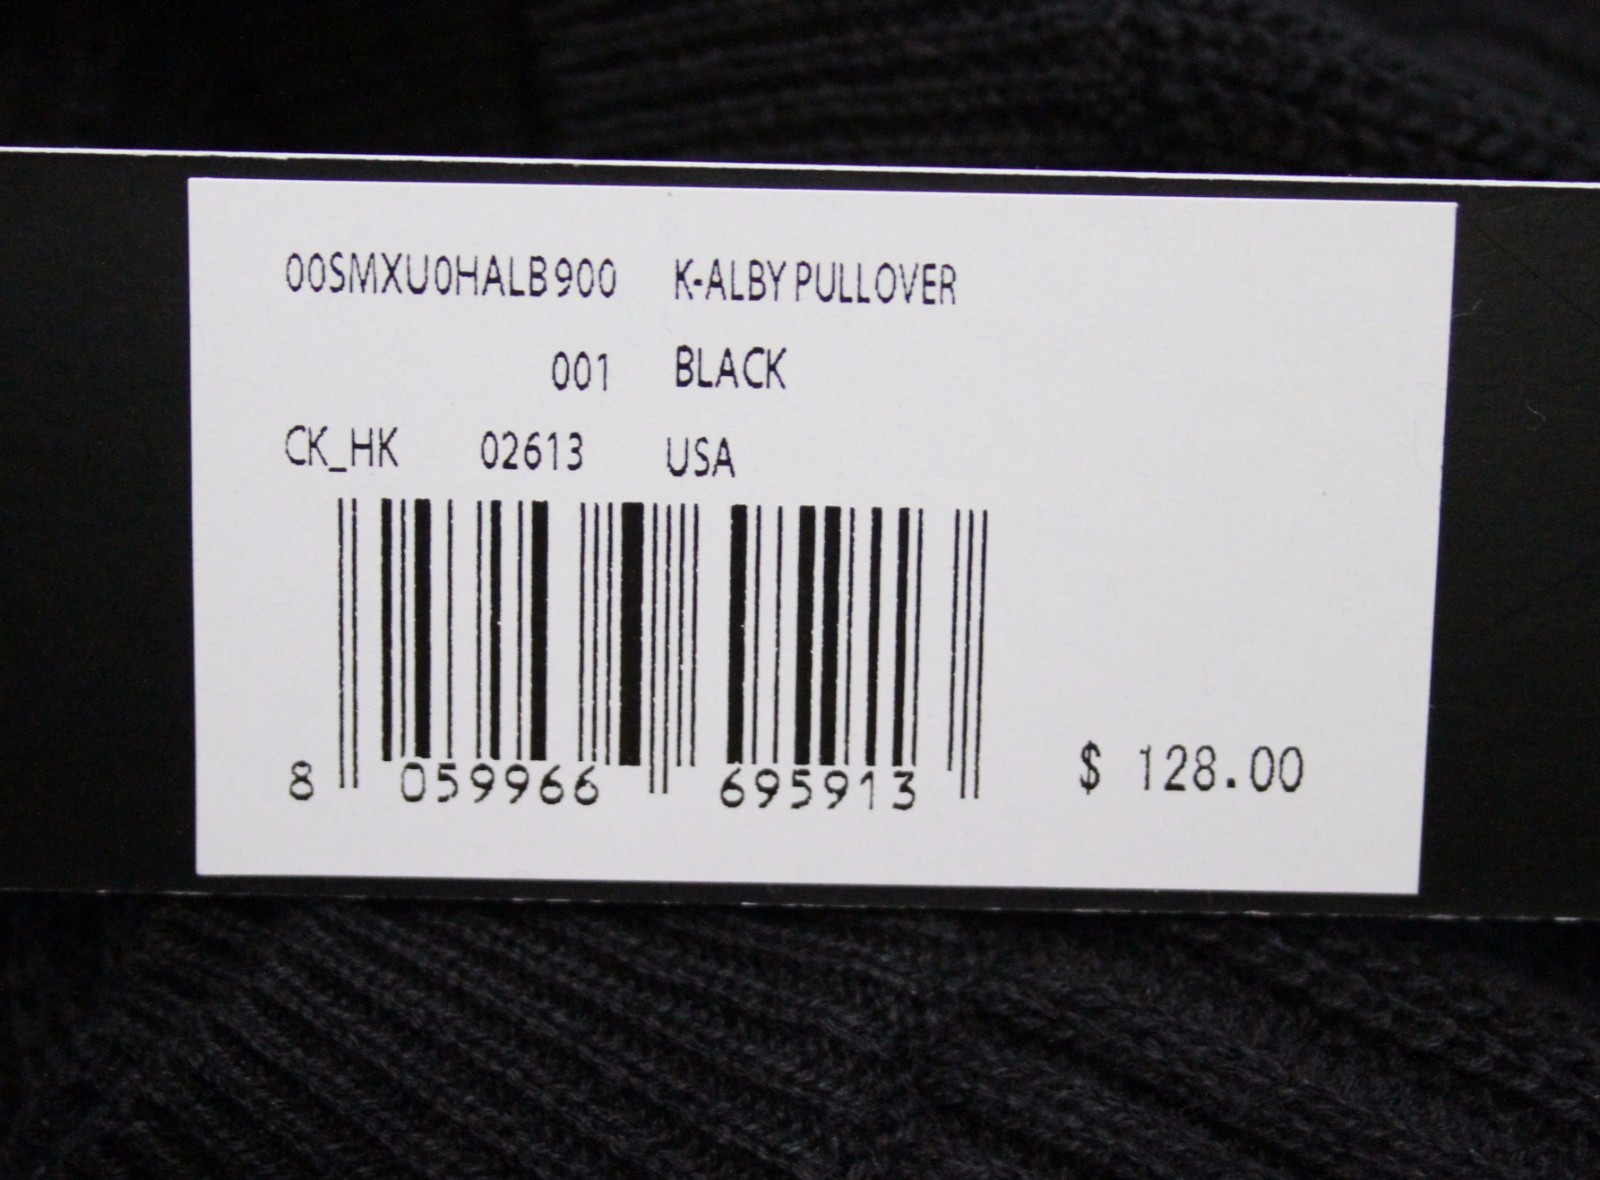 00SMXU0HALB900 K-ALBY PULLOVER
001 BLACK
CK_HK 02613 USA
8 059966 695913
$ 128.00